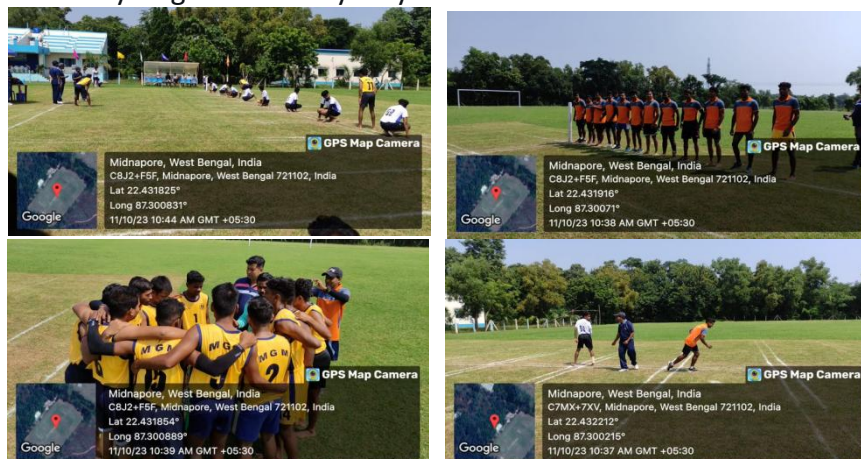 GPS Map Camera
Midnapore, West Bengal, India
C8J2+F5F, Midnapore, West Bengal 721102, India
Lat 22.431825°
Long 87.300831°
11/10/23 10:44 AM GMT +05:30
Google
GPS Map Camera
Midnapore, West Bengal, India
C8J2+F5F, Midnapore, West Bengal 721102, India
Lat 22.431916°
Long 87.30071°
11/10/23 10:38 AM GMT +05:30
Google
MGM
MGM
2
GPS Map Camera
Midnapore, West Bengal, India
C8J2+F5F, Midnapore, West Bengal 721102, India
Lat 22.431854°
Long 87.300889°
11/10/23 10:39 AM GMT +05:30
Google
GPS Map Camera
Midnapore, West Bengal, India
C7MX+7XV, Midnapore, West Bengal 721102, India
Lat 22.432212°
Long 87.300215°
11/10/23 10:37 AM GMT +05:30
Google